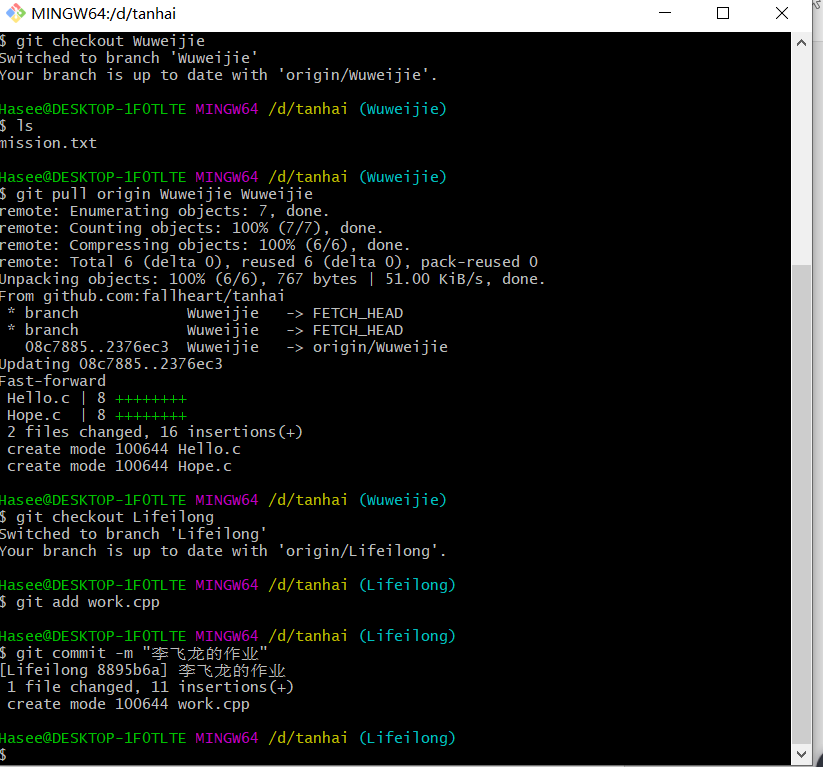 MINGW64:/d/tanhai
$ git checkout Wuweijie
Switched to branch 'Wuweijie'
Your branch is up to date with 'origin/Wuweijie'.
Hasee@DESKTOP-1F0TLTE MINGW64 /d/tanhai (Wuweijie)
$ ls
mission.txt
Hasee@DESKTOP-1F0TLTE MINGW64 /d/tanhai (Wuweijie)
$ git pull origin Wuweijie Wuweijie
remote: Enumerating objects: 7, done.
remote: Counting objects: 100% (7/7), done.
remote: Compressing objects: 100% (6/6), done.
remote: Total 6 (delta 0), reused 6 (delta 0), pack-reused 0
Unpacking objects: 100% (6/6), 767 bytes | 51.00 KiB/s, done.
From github.com:fallheart/tanhai
* branch Wuweijie -> FETCH_HEAD
* branch Wuweijie -> FETCH_HEAD
08c7885..2376ec3 Wuweijie -> origin/Wuweijie
Updating 08c7885..2376ec3
Fast-forward
Hello.c | 8 ++++++++
Hope.c | 8 ++++++++
2 files changed, 16 insertions(+)
create mode 100644 Hello.c
create mode 100644 Hope.c
Hasee@DESKTOP-1F0TLTE MINGW64 /d/tanhai (Wuweijie)
$ git checkout Lifeilong
Switched to branch 'Lifeilong'
Your branch is up to date with 'origin/Lifeilong'.
Hasee@DESKTOP-1F0TLTE MINGW64 /d/tanhai (Lifeilong)
$ git add work.cpp
Hasee@DESKTOP-1F0TLTE MINGW64 /d/tanhai (Lifeilong)
$ git commit -m "李飞龙的作业"
[Lifeilong 8895b6a] 李飞龙的作业
1 file changed, 11 insertions(+)
create mode 100644 work.cpp
Hasee@DESKTOP-1F0TLTE MINGW64 /d/tanhai (Lifeilong)
$